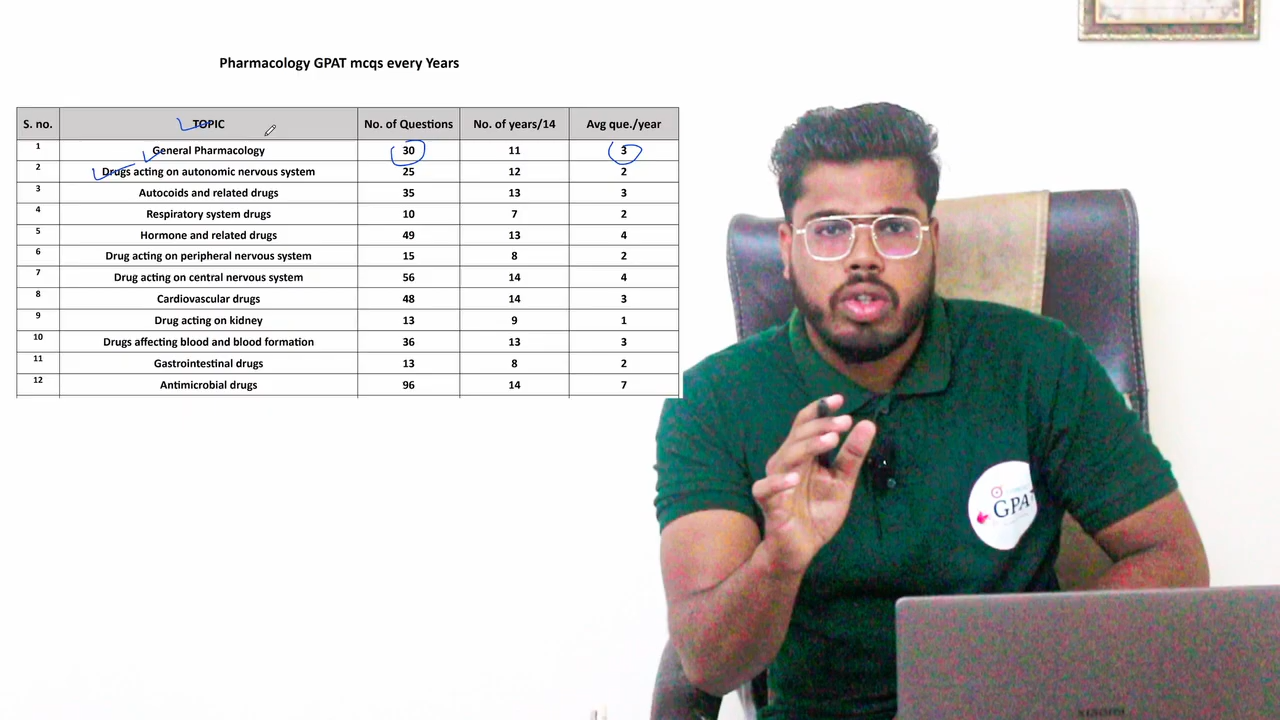 Pharmacology GPAT mcqs every Years
S. no. TOPIC No. of Questions No. of years/14 Avg que./year
1 General Pharmacology 30 11 3
2 Drugs acting on autonomic nervous system 25 12 2
3 Autocoids and related drugs 35 13 3
4 Respiratory system drugs 10 7 2
5 Hormone and related drugs 49 13 4
6 Drug acting on peripheral nervous system 15 8 2
7 Drug acting on central nervous system 56 14 4
8 Cardiovascular drugs 48 14 3
9 Drug acting on kidney 13 9 1
10 Drugs affecting blood and blood formation 36 13 3
11 Gastrointestinal drugs 13 8 2
12 Antimicrobial drugs 96 14 7
GPAT
xiaomi